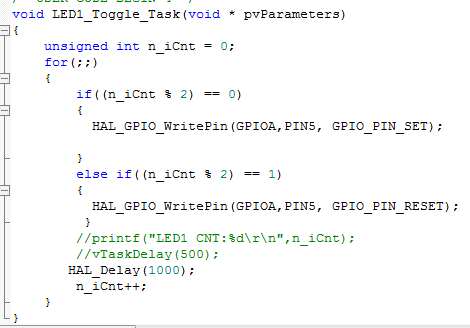 void LED1_Toggle_Task(void * pvParameters)
{
unsigned int n_iCnt = 0;
for(;;)
{
if((n_iCnt % 2) == 0)
{
HAL_GPIO_WritePin(GPIOA,PIN5, GPIO_PIN_SET);
}
else if((n_iCnt % 2) == 1)
{
HAL_GPIO_WritePin(GPIOA,PIN5, GPIO_PIN_RESET);
}
//printf("LED1 CNT:%d\r\n",n_iCnt);
//vTaskDelay(500);
HAL_Delay(1000);
n_iCnt++;
}
}